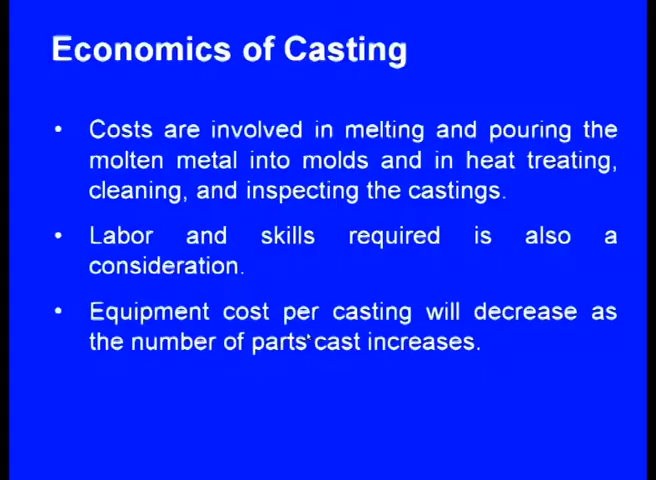 Economics of Casting
• Costs are involved in melting and pouring the
molten metal into molds and in heat treating,
cleaning, and inspecting the castings.
• Labor and skills required is also a
consideration.
• Equipment cost per casting will decrease as
the number of parts cast increases.